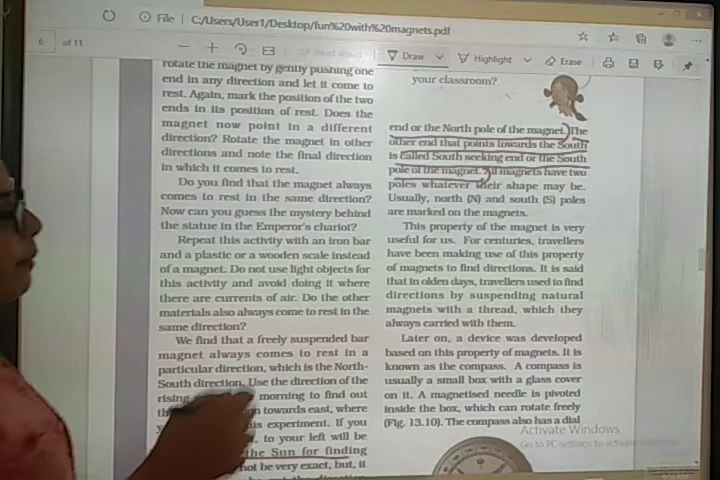 File | C:/Users/User1/Desktop/fun%20with%20magnets.pdf
6 of 11
Draw
Highlight
Erase
rotate the magnet by gently pushing one
end in any direction and let it come to
rest. Again, mark the position of the two
ends in its position of rest. Does the
magnet now point in a different
direction? Rotate the magnet in other
directions and note the final direction
in which it comes to rest.
Do you find that the magnet always
comes to rest in the same direction?
Now can you guess the mystery behind
the statue in the Emperor's chariot?
Repeat this activity with an iron bar
and a plastic or a wooden scale instead
of a magnet. Do not use light objects for
this activity and avoid doing it where
there are currents of air. Do the other
materials also always come to rest in the
same direction?
We find that a freely suspended bar
magnet always comes to rest in a
particular direction, which is the North-
South direction. Use the direction of the
rising morning to find out
towards east, where
experiment. If you
to your left will be
the Sun for finding
not be very exact, but, it
your classroom?
end or the North pole of the magnet. The
other end that points towards the South
is called South seeking end or the South
pole of the magnet. All magnets have two
poles whatever their shape may be.
Usually, north (N) and south (S) poles
are marked on the magnets.
This property of the magnet is very
useful for us. For centuries, travellers
have been making use of this property
of magnets to find directions. It is said
that in olden days, travellers used to find
directions by suspending natural
magnets with a thread, which they
always carried with them.
Later on, a device was developed
based on this property of magnets. It is
known as the compass. A compass is
usually a small box with a glass cover
on it. A magnetised needle is pivoted
inside the box, which can rotate freely
(Fig. 13.10). The compass also has a dial
Activate Windows
Go to PC settings to activate